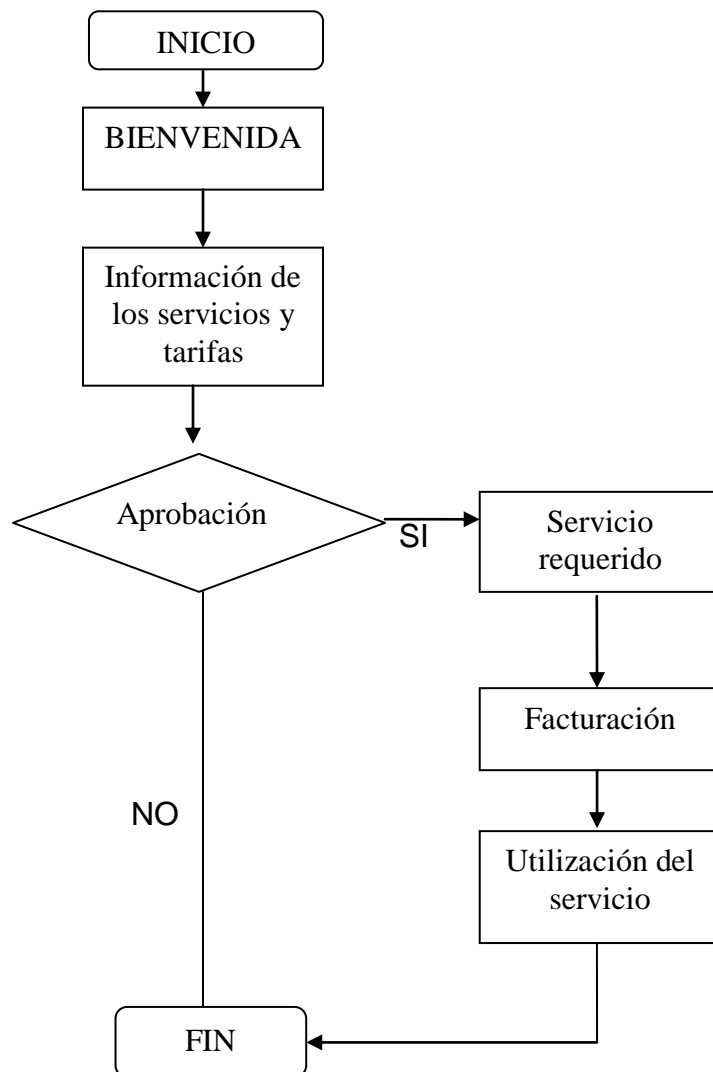 INICIO
BIENVENIDA
Información de
los servicios y
tarifas
Aprobación
SI
Servicio
requerido
Facturación
NO
Utilización del
servicio
FIN